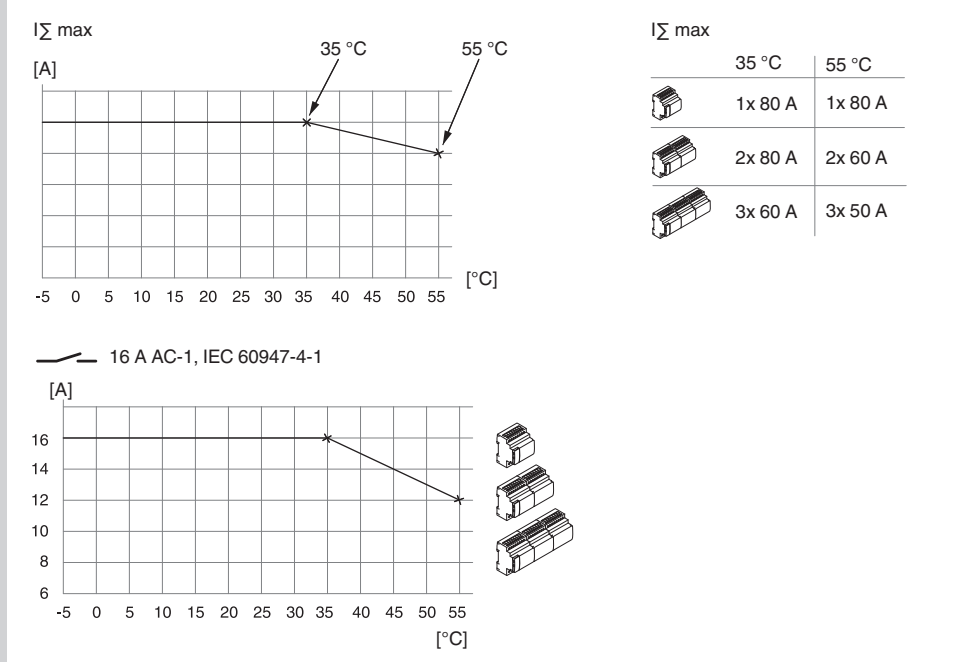 I∑ max
[A]
35 °C
55 °C
[°C]
-5 0 5 10 15 20 25 30 35 40 45 50 55
I∑ max
35 °C 55 °C
1x 80 A 1x 80 A
2x 80 A 2x 60 A
3x 60 A 3x 50 A
16 A AC-1, IEC 60947-4-1
[A]
16
14
12
10
8
6
-5 0 5 10 15 20 25 30 35 40 45 50 55
[°C]